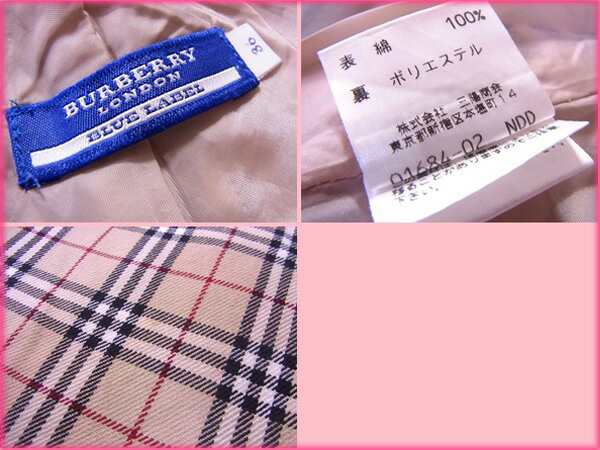 BURBERRY
LONDON
BLUE LABEL
36
表 綿 100%
裏 ポリエステル
株式会社 三陽商会
東京都新宿区本塩町14
01684-02 NDD